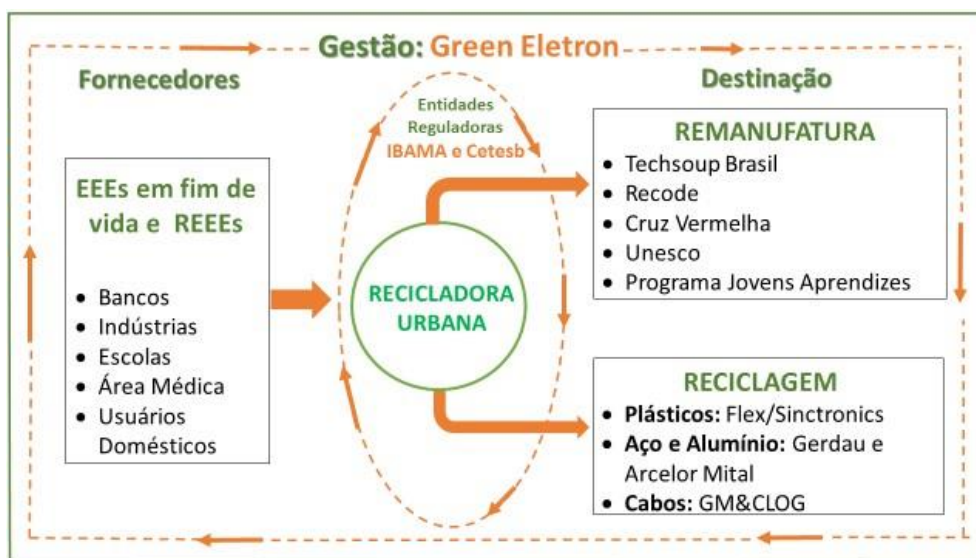 Gestão: Green Eletron
Fornecedores
EEEs em fim de
vida e REEEs
• Bancos
• Indústrias
• Escolas
• Área Médica
• Usuários
Domésticos
Entidades
Reguladoras
IBAMA e Cetesb
RECICLADORA
URBANA
Destinação
REMANUFATURA
• Techsoup Brasil
• Recode
• Cruz Vermelha
• Unesco
• Programa Jovens Aprendizes
RECICLAGEM
• Plásticos: Flex/Sinctronics
• Aço e Alumínio: Gerdau e
Arcelor Mital
• Cabos: GM&CLOG